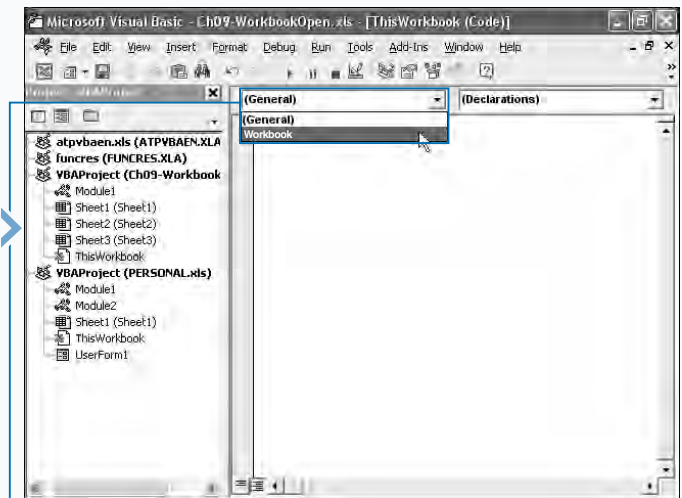 Microsoft Visual Basic - Ch09-WorkbookOpen.xls - [ThisWorkbook (Code)]
File Edit View Insert Format Debug Run Tools Add-Ins Window Help
(General) (Declarations)
(General)
Workbook
atpvbaen.xls (ATPVBAEN.XLA
funcres (FUNCRES.XLA)
VBAProject (Ch09-Workbook
Module1
Sheet1 (Sheet1)
Sheet2 (Sheet2)
Sheet3 (Sheet3)
ThisWorkbook
VBAProject (PERSONAL.xls)
Module1
Module2
Sheet1 (Sheet1)
ThisWorkbook
UserForm1